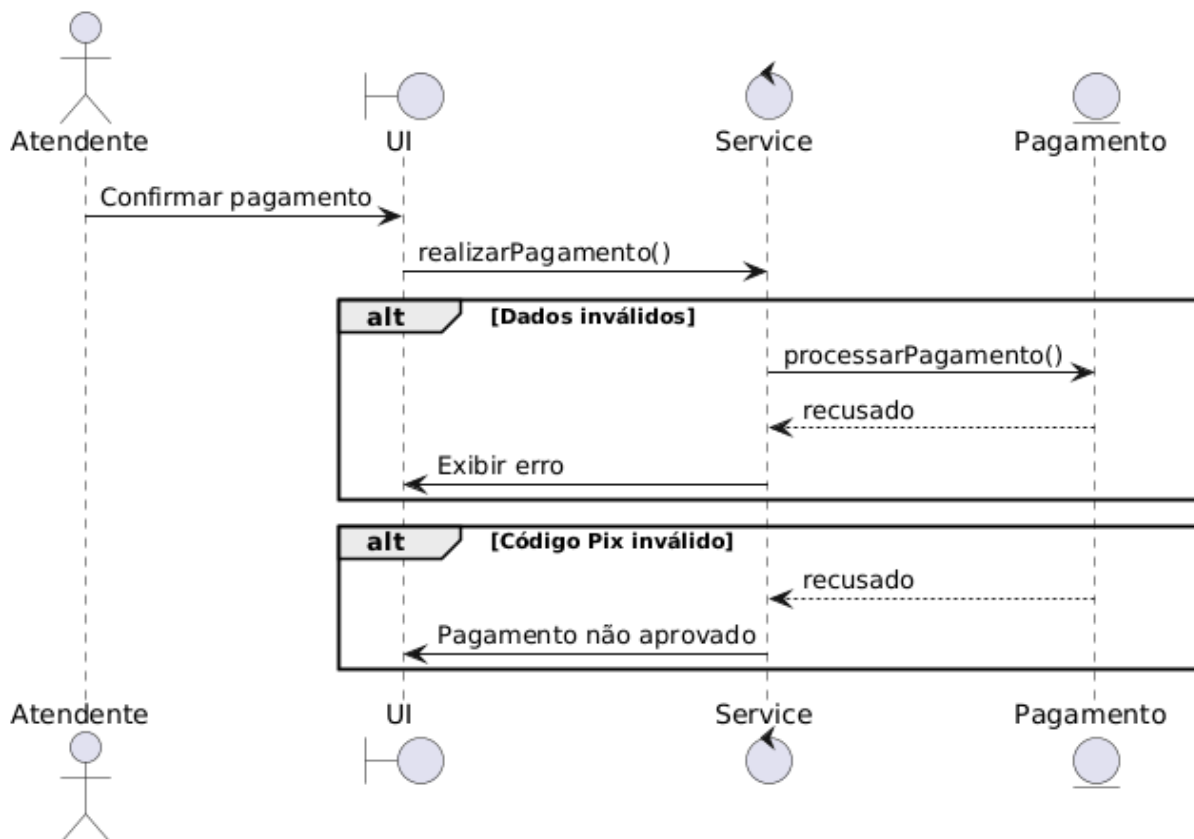 Atendente UI Service Pagamento
Confirmar pagamento
realizarPagamento()
alt [Dados inválidos]
processarPagamento()
recusado
Exibir erro
alt [Código Pix inválido]
recusado
Pagamento não aprovado
Atendente UI Service Pagamento